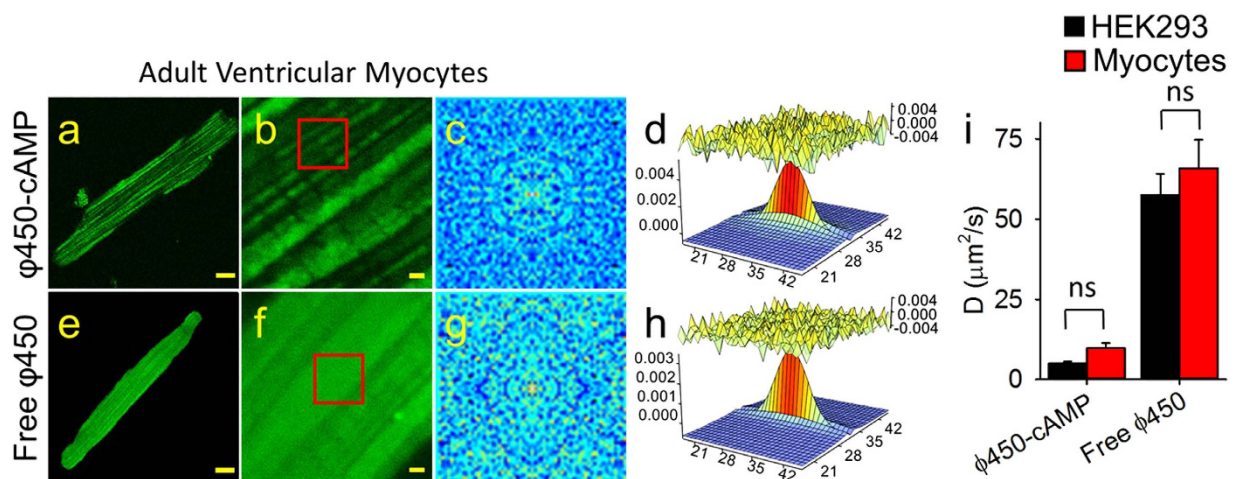 HEK293
Myocytes
Adult Ventricular Myocytes
φ450-cAMP
a
b
c
d
0.004
0.000
-0.004
0.004
0.002
0.000
21
28
35
42
42
35
28
21
Free φ450
e
f
g
h
0.004
0.000
-0.004
0.003
0.002
0.001
0.000
21
28
35
42
42
35
28
21
i
ns
ns
75
50
25
0
D (μm²/s)
ϕ450-cAMP
Free ϕ450